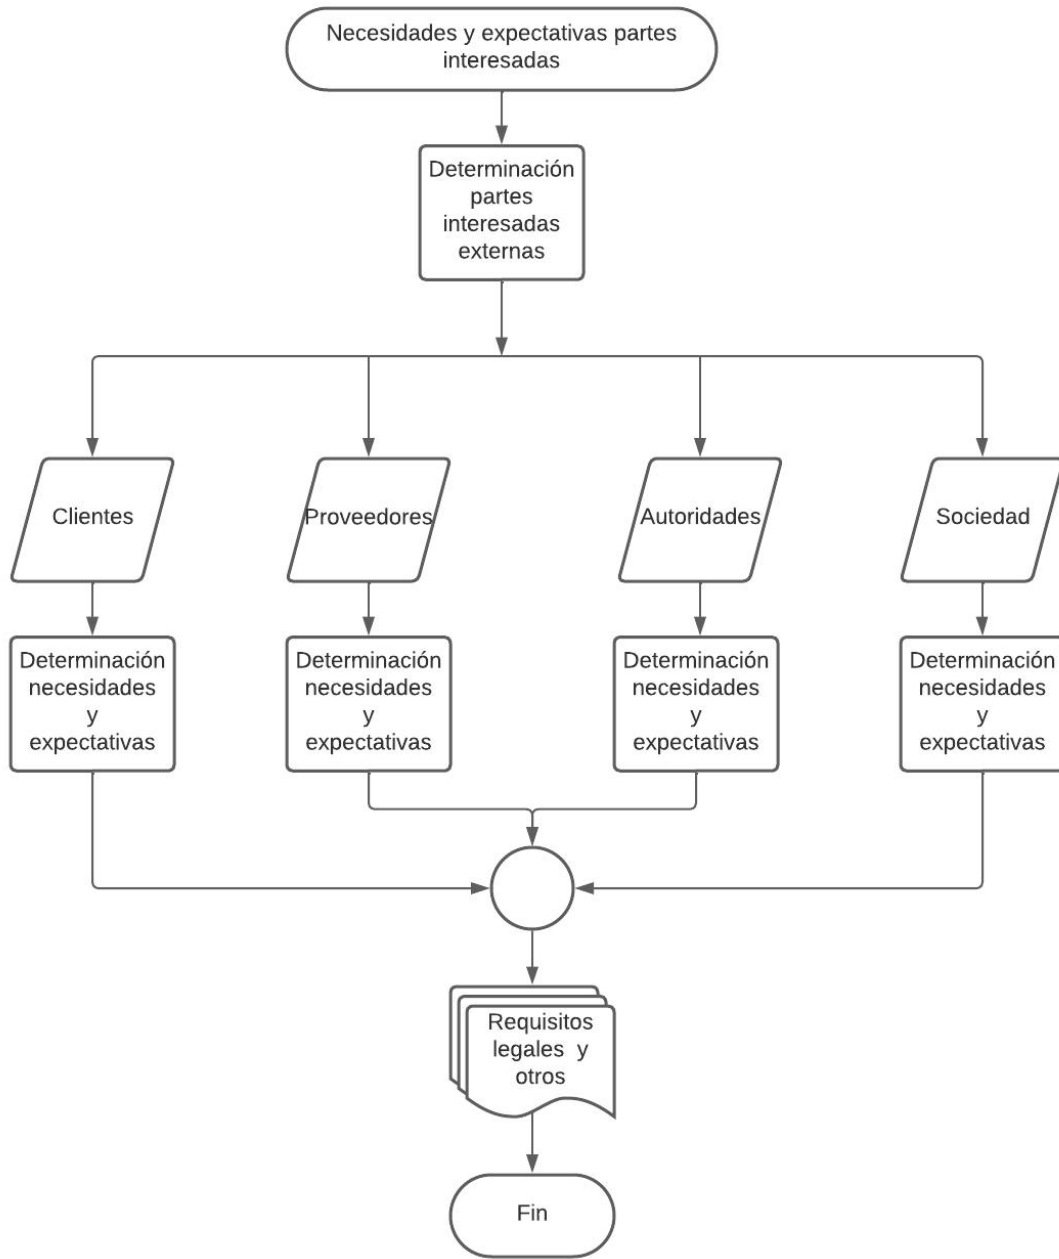 Necesidades y expectativas partes
interesadas
Determinación
partes
interesadas
externas
Clientes
Proveedores
Autoridades
Sociedad
Determinación
necesidades
y
expectativas
Determinación
necesidades
y
expectativas
Determinación
necesidades
y
expectativas
Determinación
necesidades
y
expectativas
Requisitos
legales y
otros
Fin